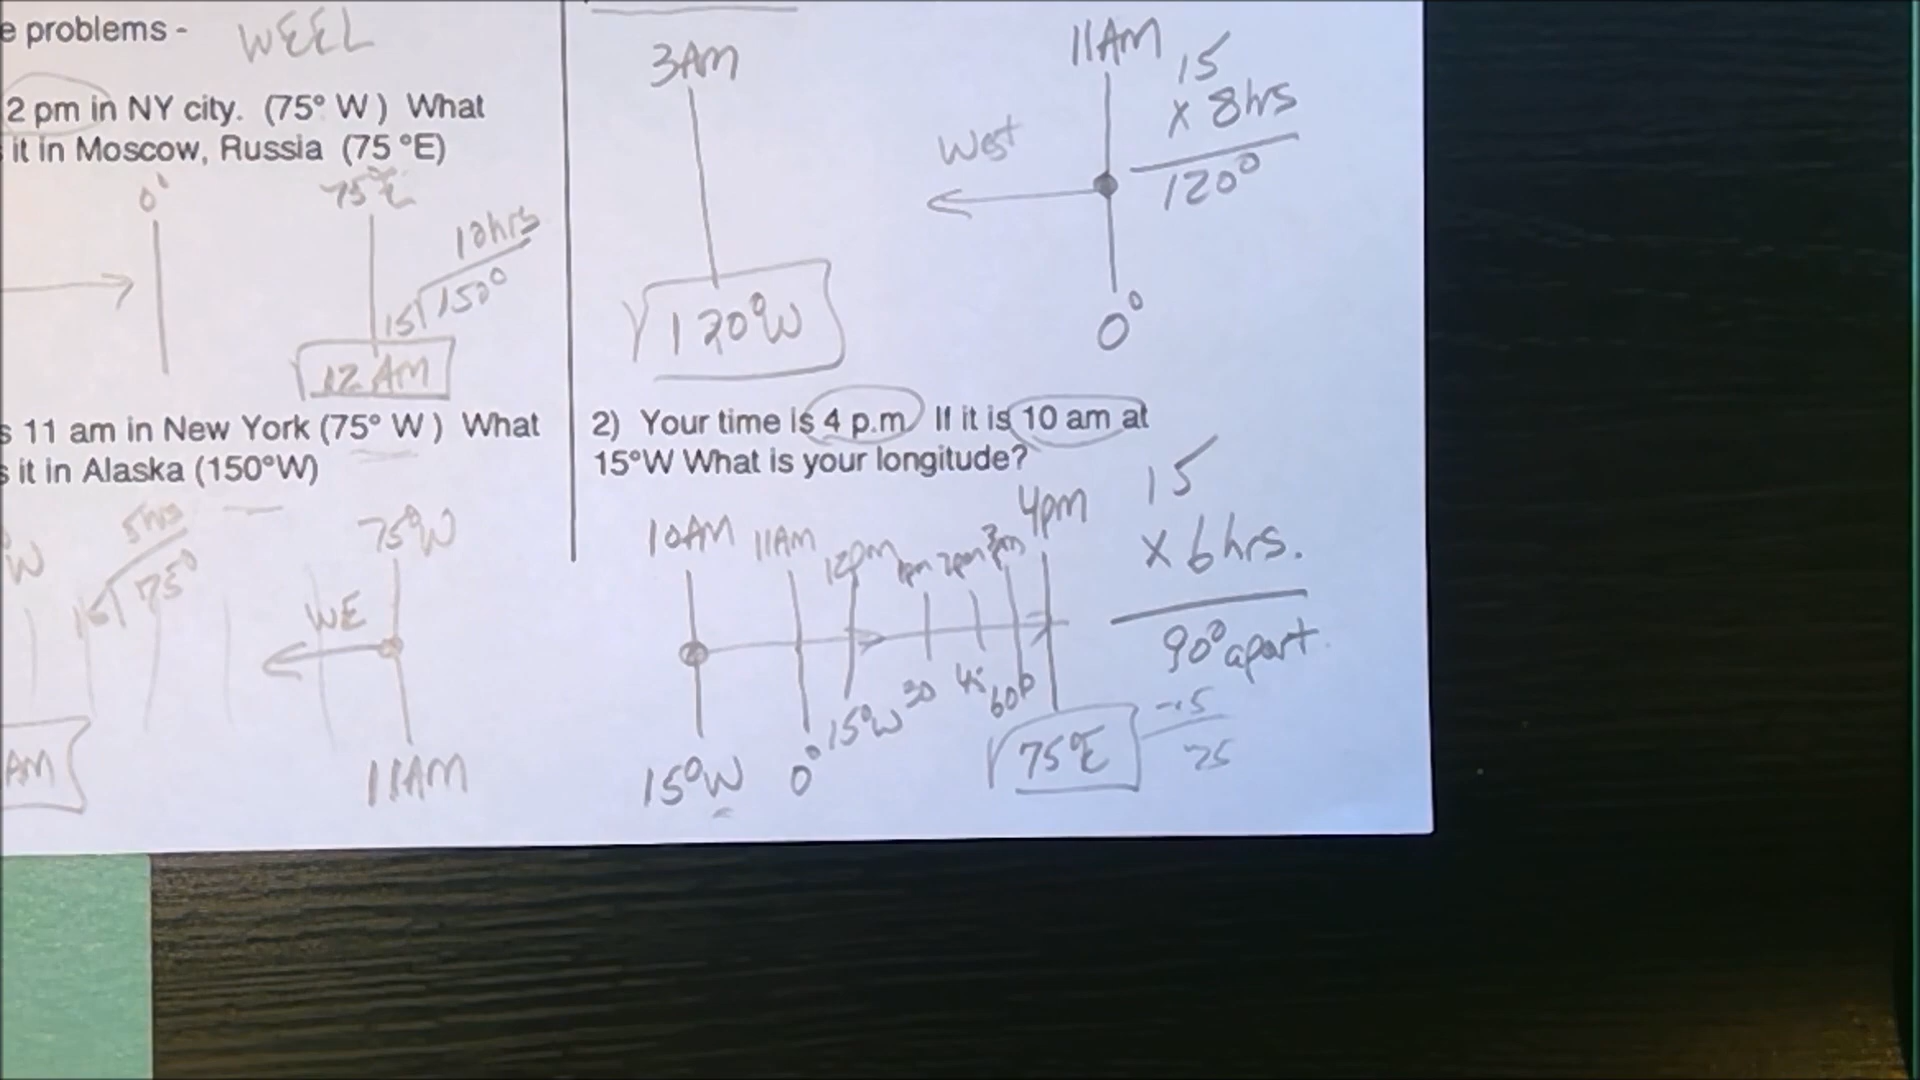 e problems -
WEEL
2 pm in NY city. (75° W) What
it in Moscow, Russia (75 °E)
0°
75°E
10hrs
15 150°
12 AM
s 11 am in New York (75° W) What
s it in Alaska (150°W)
°W
5hrs
15 75°
WE
75°W
11AM
AM
3AM
120°W
West
11AM
0°
15
x 8hrs
120°
2) Your time is 4 p.m If it is 10 am at
15°W What is your longitude?
10AM 11AM 12pm 1pm 2pm 3pm 4pm
15°W 0° 15°W 30 45 60 75°E
15
x 6hrs.
90° apart.
-15
75